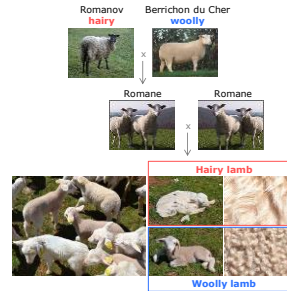 Romanov
hairy
Berrichon du Cher
woolly
x
Romane
Romane
x
Hairy lamb
Woolly lamb